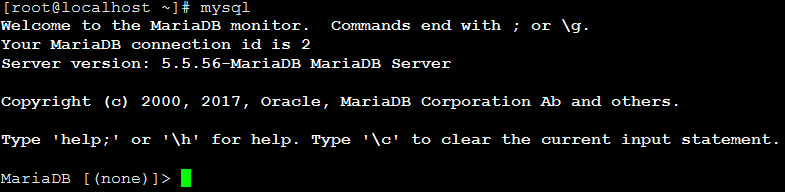 [root@localhost ~]# mysql
Welcome to the MariaDB monitor.  Commands end with ; or \g.
Your MariaDB connection id is 2
Server version: 5.5.56-MariaDB MariaDB Server
Copyright (c) 2000, 2017, Oracle, MariaDB Corporation Ab and others.
Type 'help;' or '\h' for help. Type '\c' to clear the current input statement.
MariaDB [(none)]>